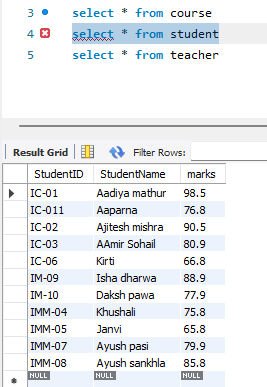 3 select * from course
4 select * from student
5 select * from teacher
Result Grid Filter Rows:
StudentID StudentName marks
IC-01 Aadiya mathur 98.5
IC-011 Aaparna 76.8
IC-02 Ajitesh mishra 90.5
IC-03 AAmir Sohail 80.9
IC-06 Kirti 66.8
IM-09 Isha dharwa 88.9
IM-10 Daksh pawa 77.9
IMM-04 Khushali 75.8
IMM-05 Janvi 65.8
IMM-07 Ayush pasi 79.9
IMM-08 Ayush sankhla 85.8
NULL NULL NULL